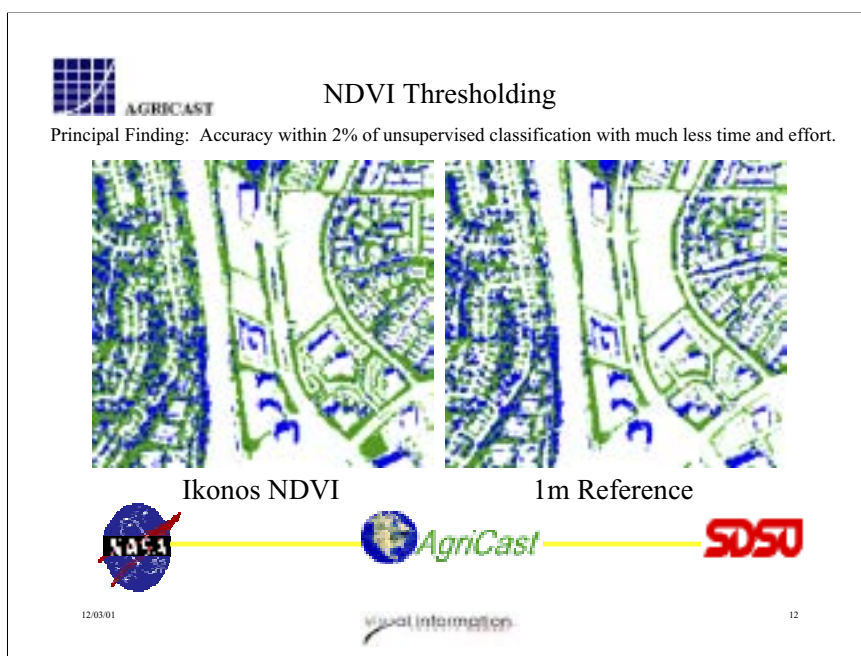 AGRICAST
NDVI Thresholding
Principal Finding: Accuracy within 2% of unsupervised classification with much less time and effort.
Ikonos NDVI
1m Reference
NASA
AgriCast
SDSU
12/03/01
visual information
12